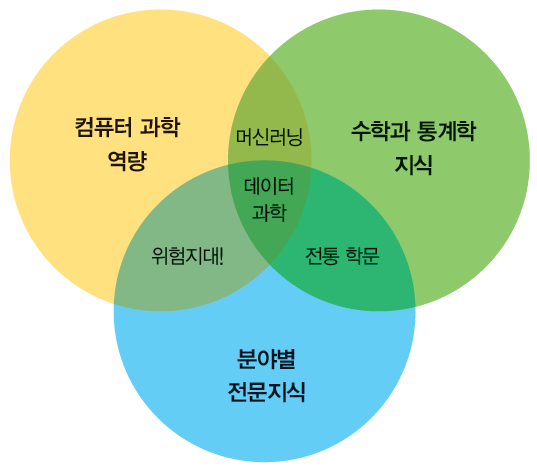 컴퓨터 과학
역량
수학과 통계학
지식
머신러닝
데이터
과학
위험지대!
전통 학문
분야별
전문지식